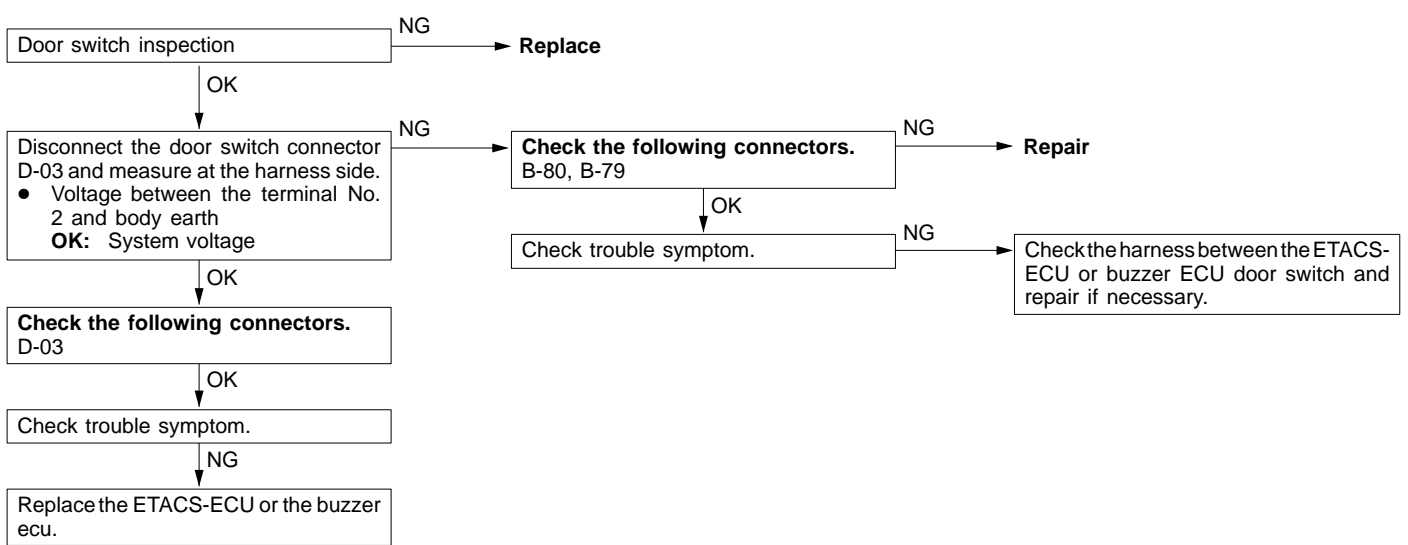 Door switch inspection
NG
Replace
OK
Disconnect the door switch connector
D-03 and measure at the harness side.
● Voltage between the terminal No.
2 and body earth
OK: System voltage
NG
Check the following connectors.
B-80, B-79
NG
Repair
OK
Check trouble symptom.
NG
Check the harness between the ETACS-
ECU or buzzer ECU door switch and
repair if necessary.
OK
Check the following connectors.
D-03
OK
Check trouble symptom.
NG
Replace the ETACS-ECU or the buzzer
ecu.